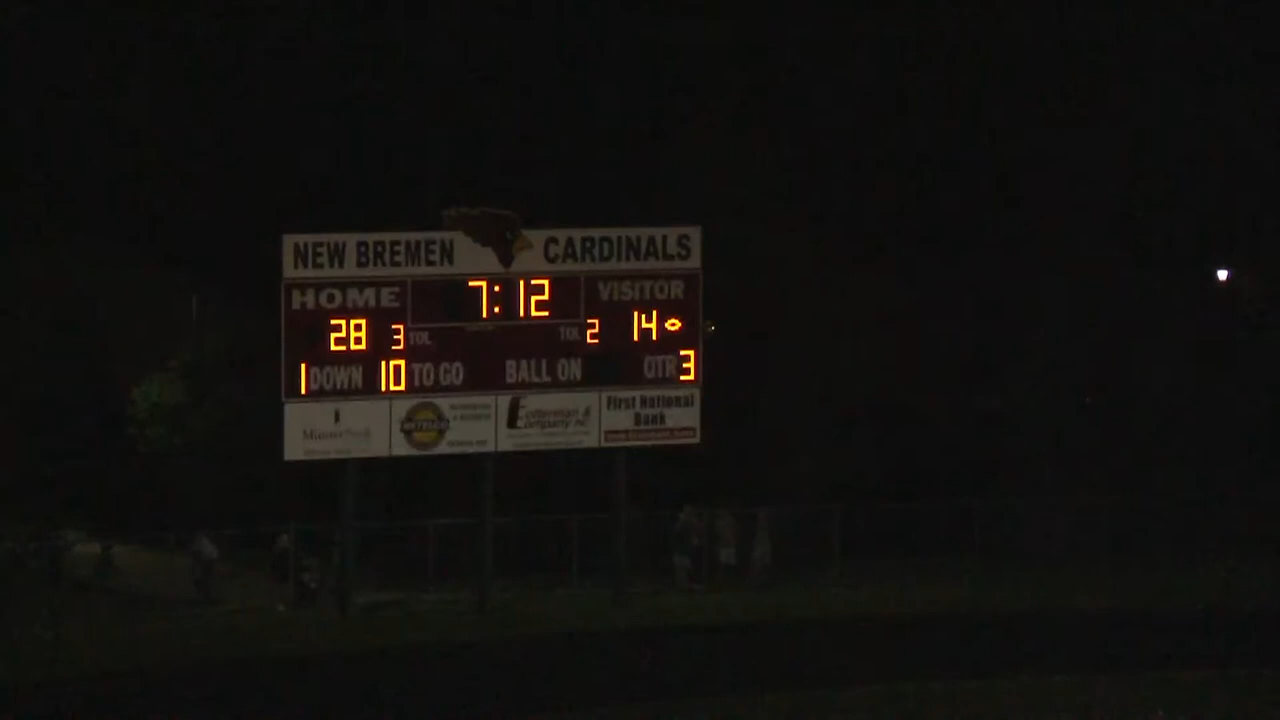 NEW BREMEN CARDINALS
HOME 7:12 VISITOR
28 3 TOL TOL 2 14
1 DOWN 10 TO GO BALL ON QTR 3
First National
Bank
Company